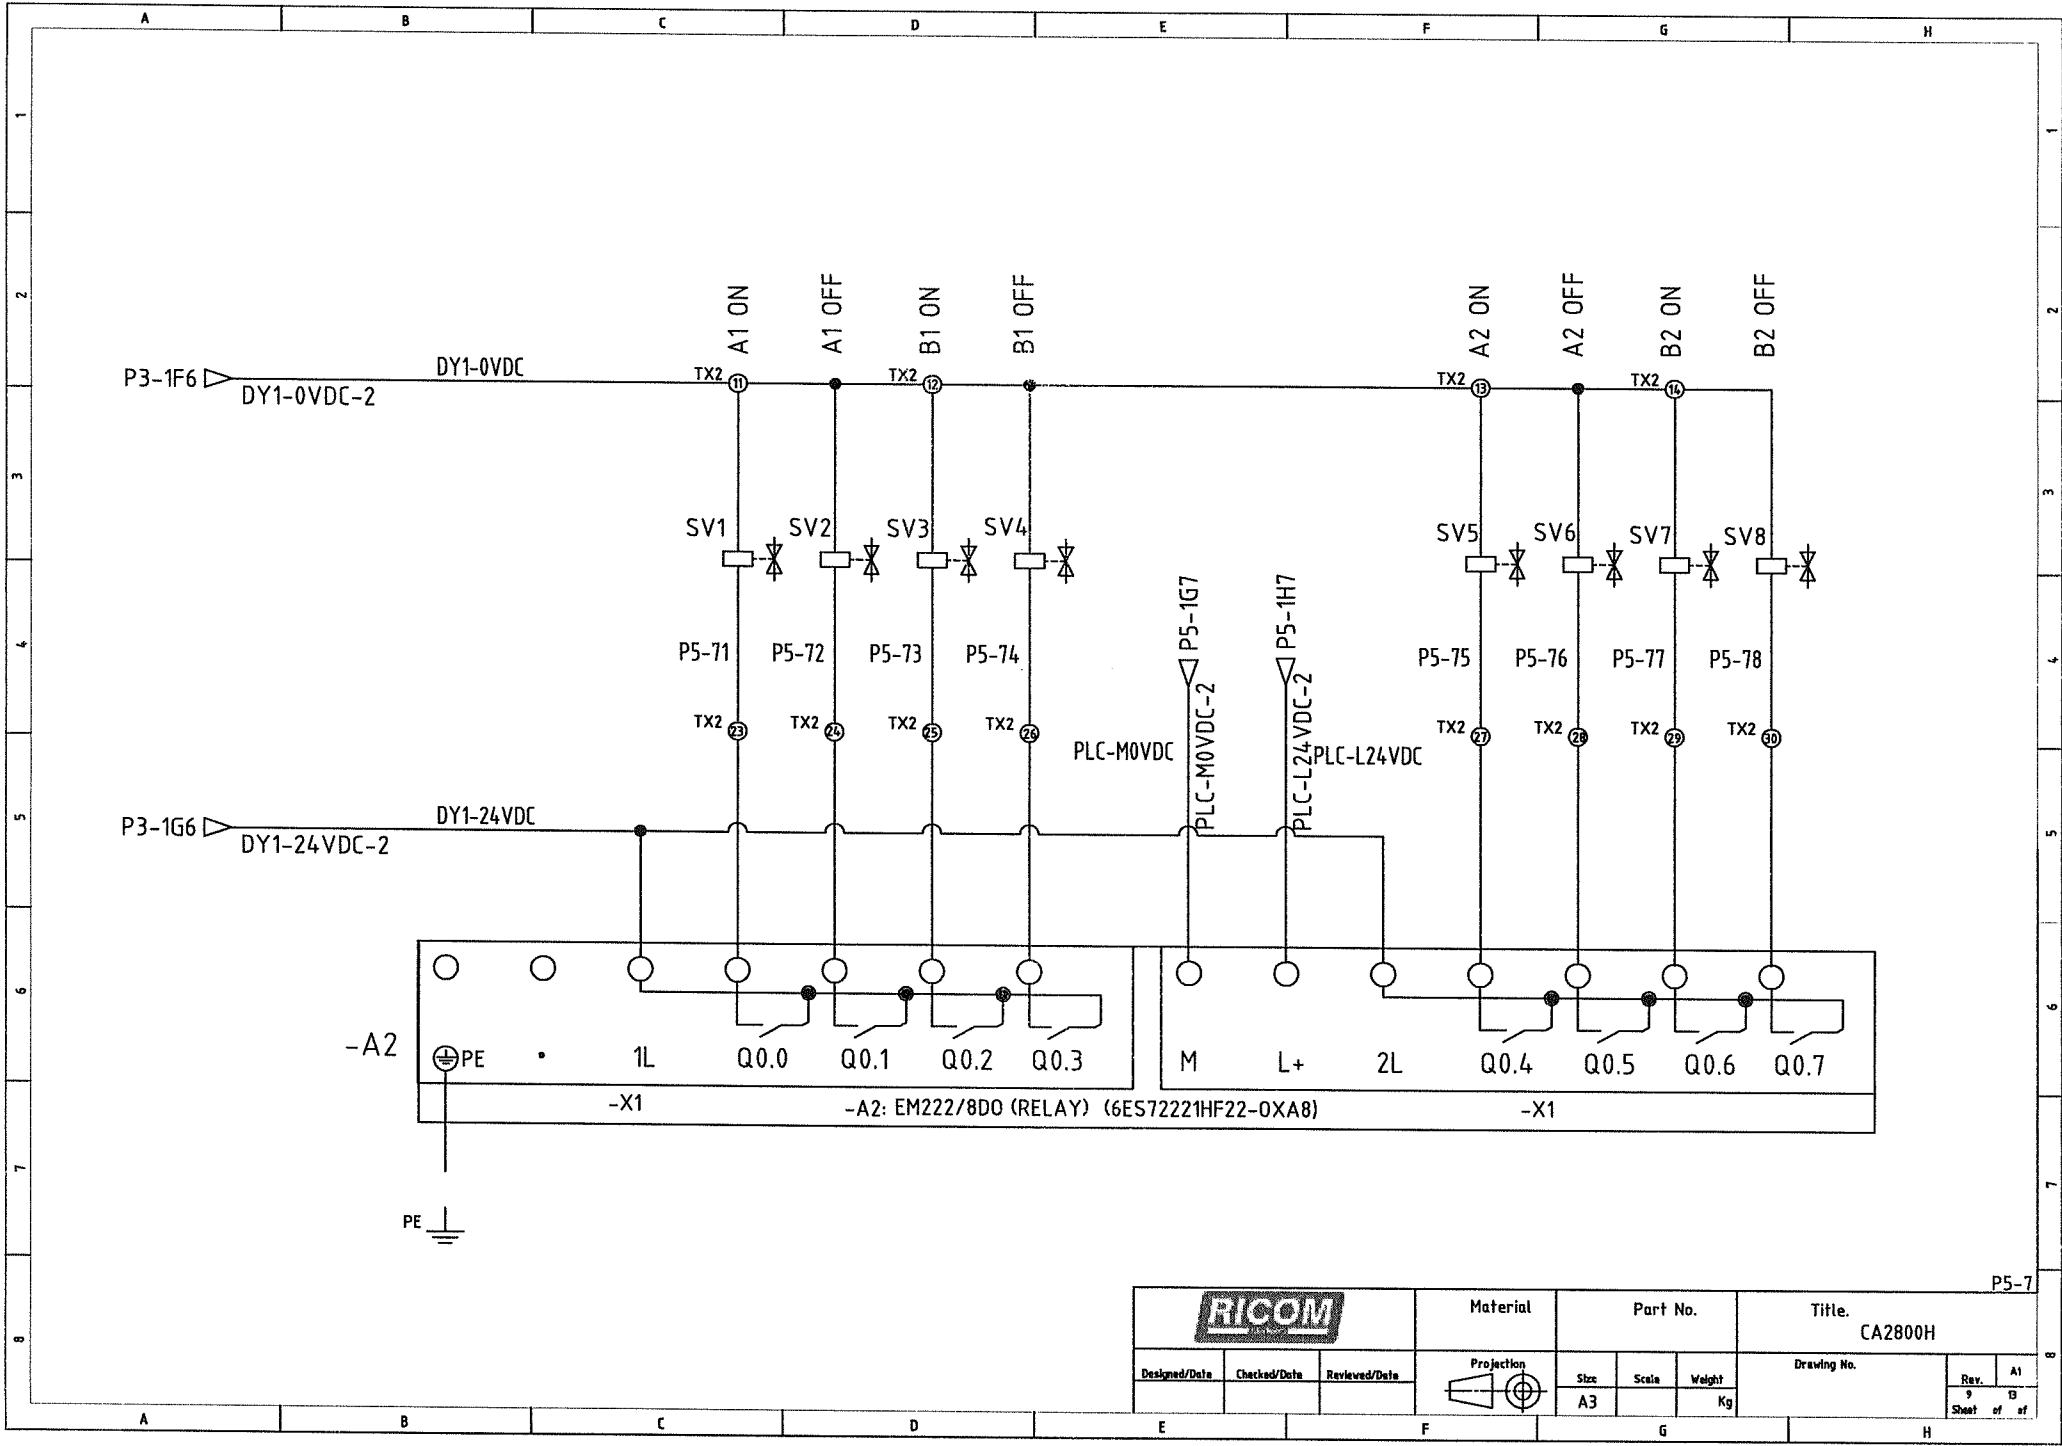 A B C D E F G H
1 1
2 2
3 3
4 4
5 5
6 6
7 7
8 8
A1 ON
A1 OFF
B1 ON
B1 OFF
A2 ON
A2 OFF
B2 ON
B2 OFF
P3-1F6
DY1-0VDC
DY1-0VDC-2
TX2 11
TX2 12
TX2 13
TX2 14
SV1 SV2 SV3 SV4 SV5 SV6 SV7 SV8
P5-1G7
P5-1H7
P5-71 P5-72 P5-73 P5-74 P5-75 P5-76 P5-77 P5-78
TX2 23
TX2 24
TX2 25
TX2 26
TX2 27
TX2 28
TX2 29
TX2 30
PLC-M0VDC
PLC-M0VDC-2
PLC-L24VDC-2
PLC-L24VDC
P3-1G6
DY1-24VDC
DY1-24VDC-2
-A2
PE 1L Q0.0 Q0.1 Q0.2 Q0.3 M L+ 2L Q0.4 Q0.5 Q0.6 Q0.7
-X1 -A2: EM222/8DO (RELAY) (6ES72221HF22-0XA8) -X1
PE
P5-7
RICOM
Material
Part No.
Title.
CA2800H
Designed/Date Checked/Date Reviewed/Date
Projection
Size Scale Weight
A3 Kg
Drawing No.
Rev. A1
9 13
Sheet of of
A B C D E F G H